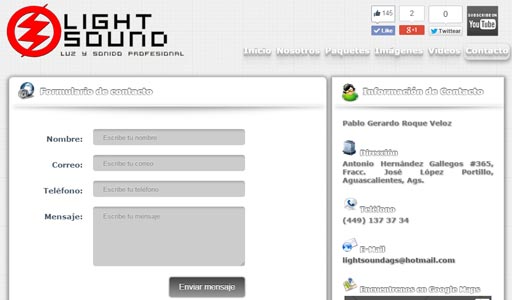 LIGHT
SOUND
LUZ Y SONIDO PROFESIONAL
145
Like
2
+1
0
Twittear
SUBSCRIBE ON
YouTube
Inicio Nosotros Paquetes Imágenes Videos Contacto
Formulario de contacto
Nombre:
Escribe tu nombre
Correo:
Escribe tu correo
Teléfono:
Escribe tu teléfono
Mensaje:
Escribe tu mensaje
Enviar mensaje
Información de Contacto
Pablo Gerardo Roque Veloz
Dirección
Antonio Hernández Gallegos #365,
Fracc. José López Portillo,
Aguascalientes, Ags.
Teléfono
(449) 137 37 34
E-Mail
lightsoundags@hotmail.com
Encuentrenos en Google Maps